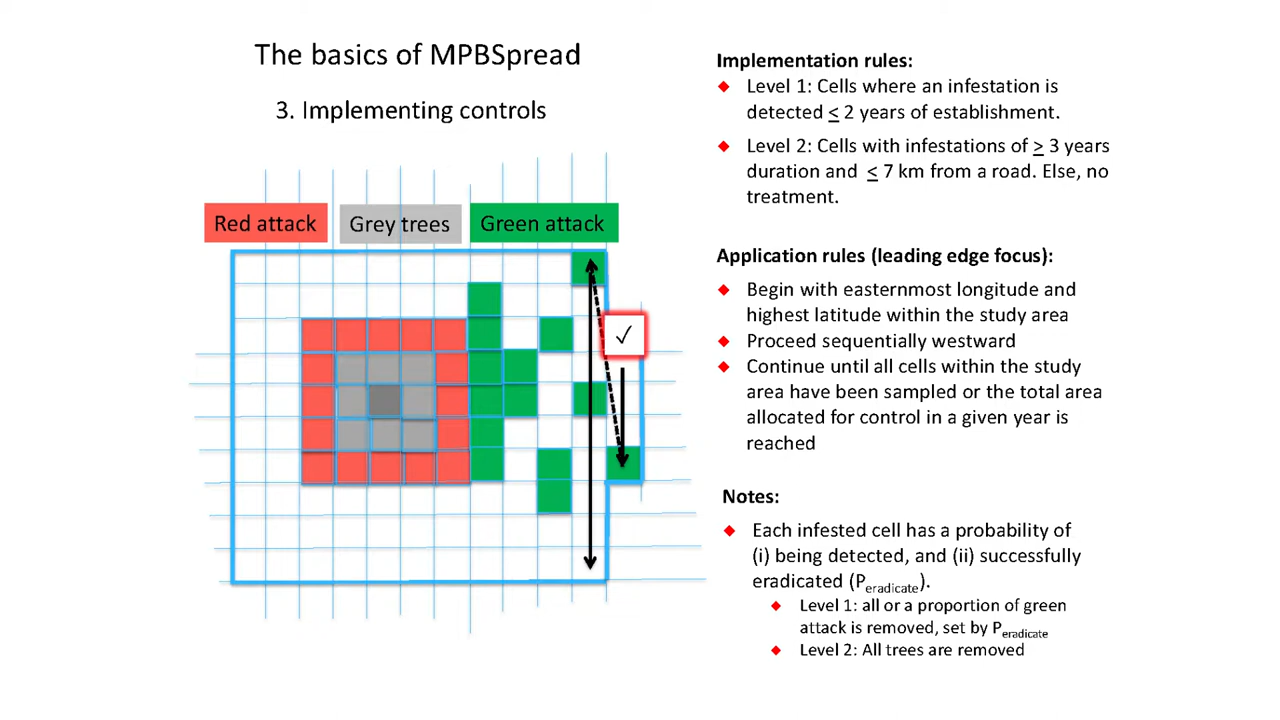 The basics of MPBSpread
3. Implementing controls
Red attack
Grey trees
Green attack
✓
Implementation rules:
Level 1: Cells where an infestation is
detected < 2 years of establishment.
Level 2: Cells with infestations of > 3 years
duration and < 7 km from a road. Else, no
treatment.
Application rules (leading edge focus):
Begin with easternmost longitude and
highest latitude within the study area
Proceed sequentially westward
Continue until all cells within the study
area have been sampled or the total area
allocated for control in a given year is
reached
Notes:
Each infested cell has a probability of
(i) being detected, and (ii) successfully
eradicated (Peradicate).
Level 1: all or a proportion of green
attack is removed, set by Peradicate
Level 2: All trees are removed